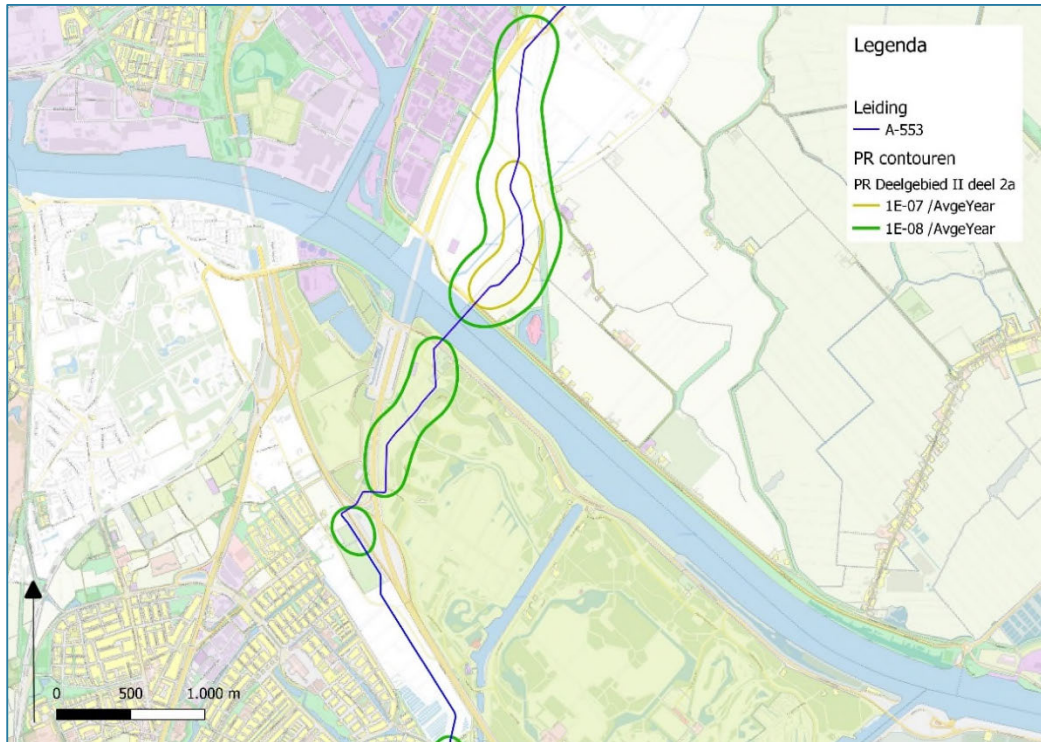 Legenda
Leiding
A-553
PR contouren
PR Deelgebied II deel 2a
1E-07 /AvgeYear
1E-08 /AvgeYear
0 500 1.000 m